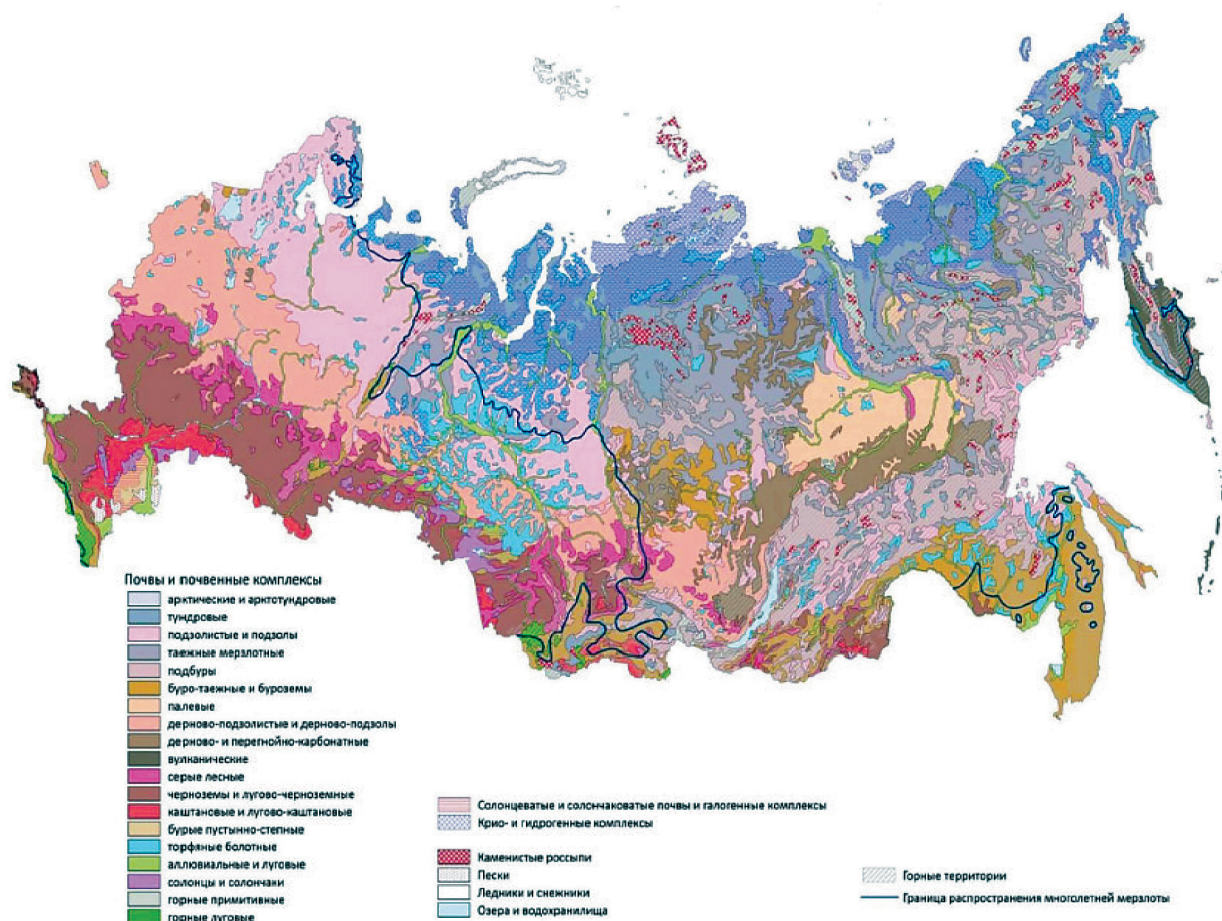 Почвы и почвенные комплексы
арктические и арктотундровые
тундровые
подзолистые и подзолы
таежные мерзлотные
подбуры
буро-таежные и буроземы
палевые
дерново-подзолистые и дерново-подзолы
дерново- и перегнойно-карбонатные
вулканические
серые лесные
черноземы и лугово-черноземные
каштановые и лугово-каштановые
бурые пустынно-степные
торфяные болотные
аллювиальные и луговые
солонцы и солончаки
горные примитивные
горные луговые
Солонцеватые и солончаковатые почвы и галогенные комплексы
Крио- и гидрогенные комплексы
Каменистые россыпи
Пески
Ледники и снежники
Озера и водохранилища
Горные территории
Граница распространения многолетней мерзлоты